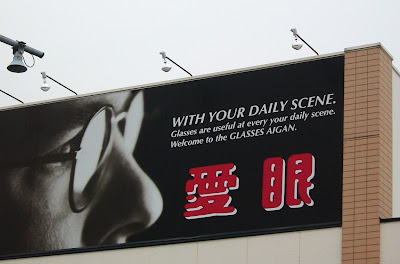 WITH YOUR DAILY SCENE.
Glasses are useful at every your daily scene.
Welcome to the GLASSES AIGAN.
愛眼